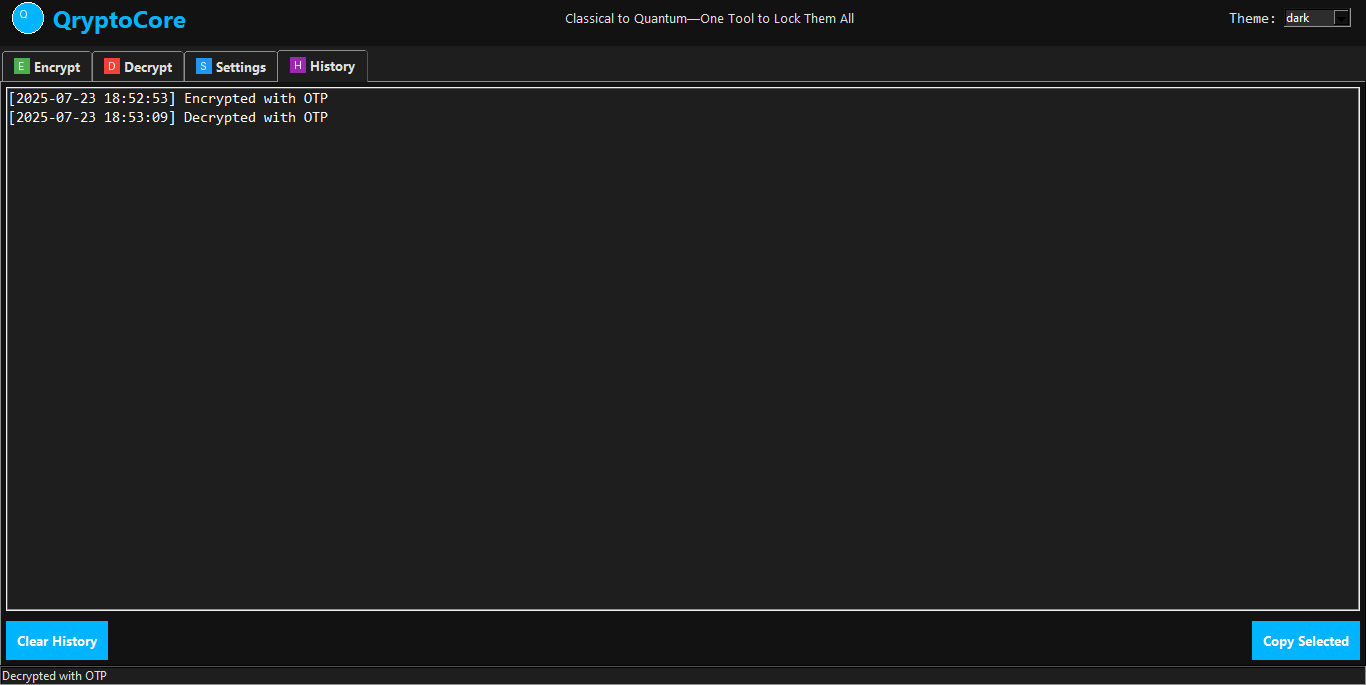 Q QryptoCore Classical to Quantum—One Tool to Lock Them All Theme: dark
E Encrypt D Decrypt S Settings H History
[2025-07-23 18:52:53] Encrypted with OTP
[2025-07-23 18:53:09] Decrypted with OTP
Clear History Copy Selected
Decrypted with OTP